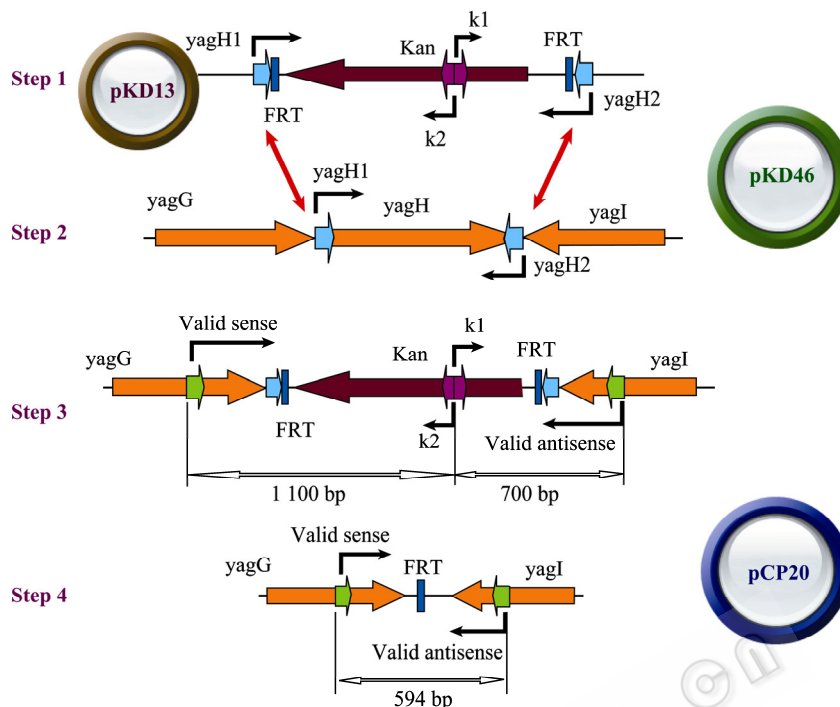 k1
yagH1
Kan
FRT
Step 1
pKD13
FRT
k2
yagH2
pKD46
yagH1
yagG
yagH
yagI
Step 2
yagH2
Valid sense
k1
yagG
Kan
FRT
yagI
Step 3
FRT
k2
Valid antisense
1 100 bp
700 bp
Valid sense
yagG
FRT
yagI
Step 4
pCP20
Valid antisense
594 bp